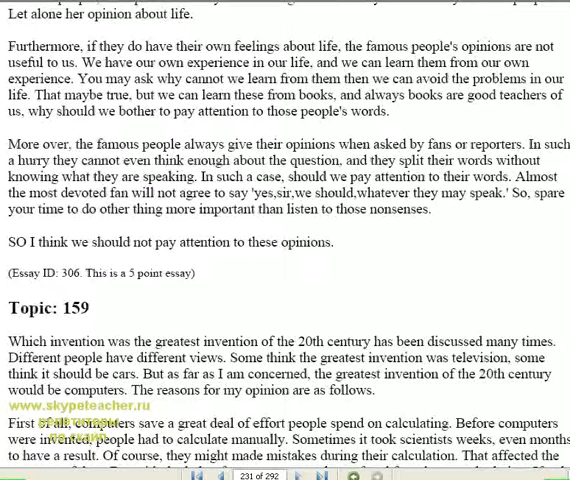 Let alone her opinion about life.
Furthermore, if they do have their own feelings about life, the famous people's opinions are not
useful to us. We have our own experience in our life, and we can learn them from our own
experience. You may ask why cannot we learn from them then we can avoid the problems in our
life. That maybe true, but we can learn these from books, and always books are good teachers of
us, why should we bother to pay attention to those people's words.
More over, the famous people always give their opinions when asked by fans or reporters. In such
a hurry they cannot even think enough about the question, and they split their words without
knowing what they are speaking. In such a case, should we pay attention to their words. Almost
the most devoted fan will not agree to say 'yes,sir,we should,whatever they may speak.' So, spare
your time to do other thing more important than listen to those nonsenses.
SO I think we should not pay attention to these opinions.
(Essay ID: 306. This is a 5 point essay)
Topic: 159
Which invention was the greatest invention of the 20th century has been discussed many times.
Different people have different views. Some think the greatest invention was television, some
think it should be cars. But as far as I am concerned, the greatest invention of the 20th century
would be computers. The reasons for my opinion are as follows.
www.skypeteacher.ru
First of all, computers save a great deal of effort people spend on calculating. Before computers
репетиторы
were invented, people had to calculate manually. Sometimes it took scientists weeks, even months
по скайп
to have a result. Of course, they might made mistakes during their calculation. That affected the
231 of 292